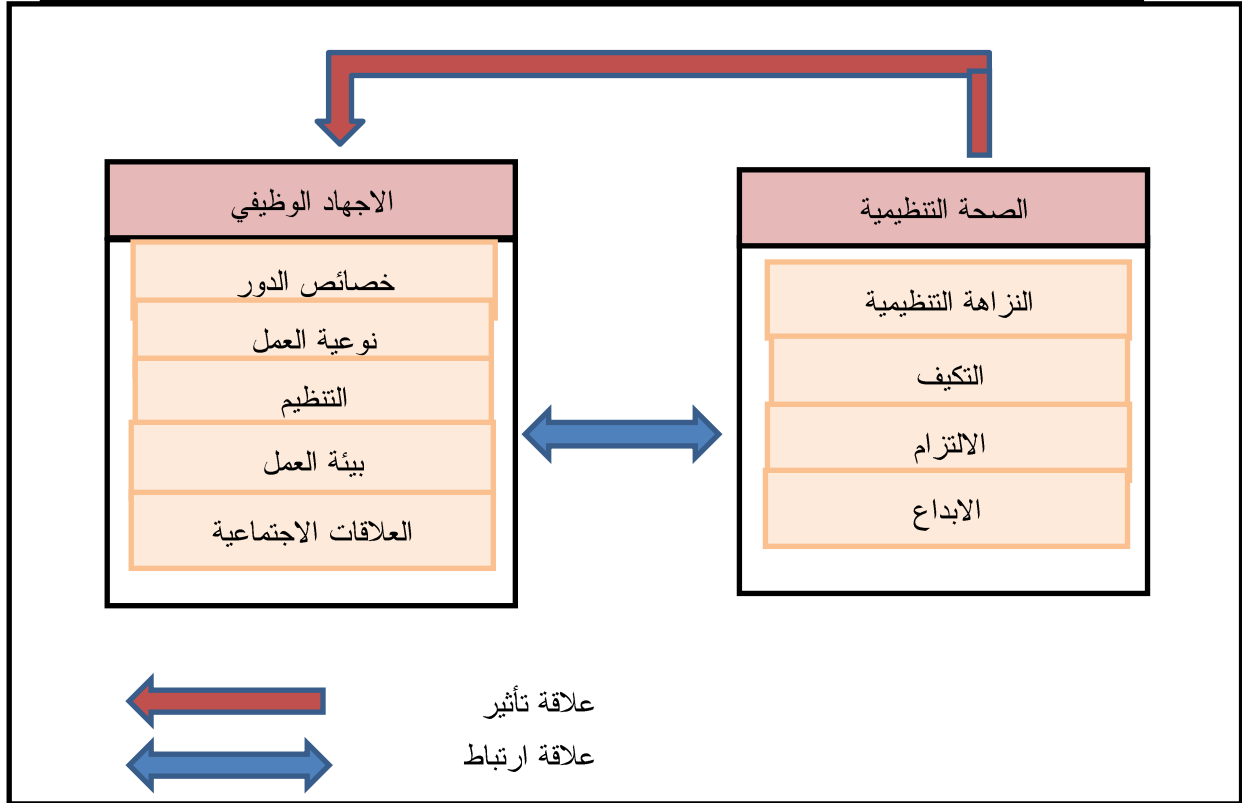 الصحة التنظيمية
النزاهة التنظيمية
التكيف
الالتزام
الابداع
الاجهاد الوظيفي
خصائص الدور
نوعية العمل
التنظيم
بيئة العمل
العلاقات الاجتماعية
علاقة تأثير
علاقة ارتباط